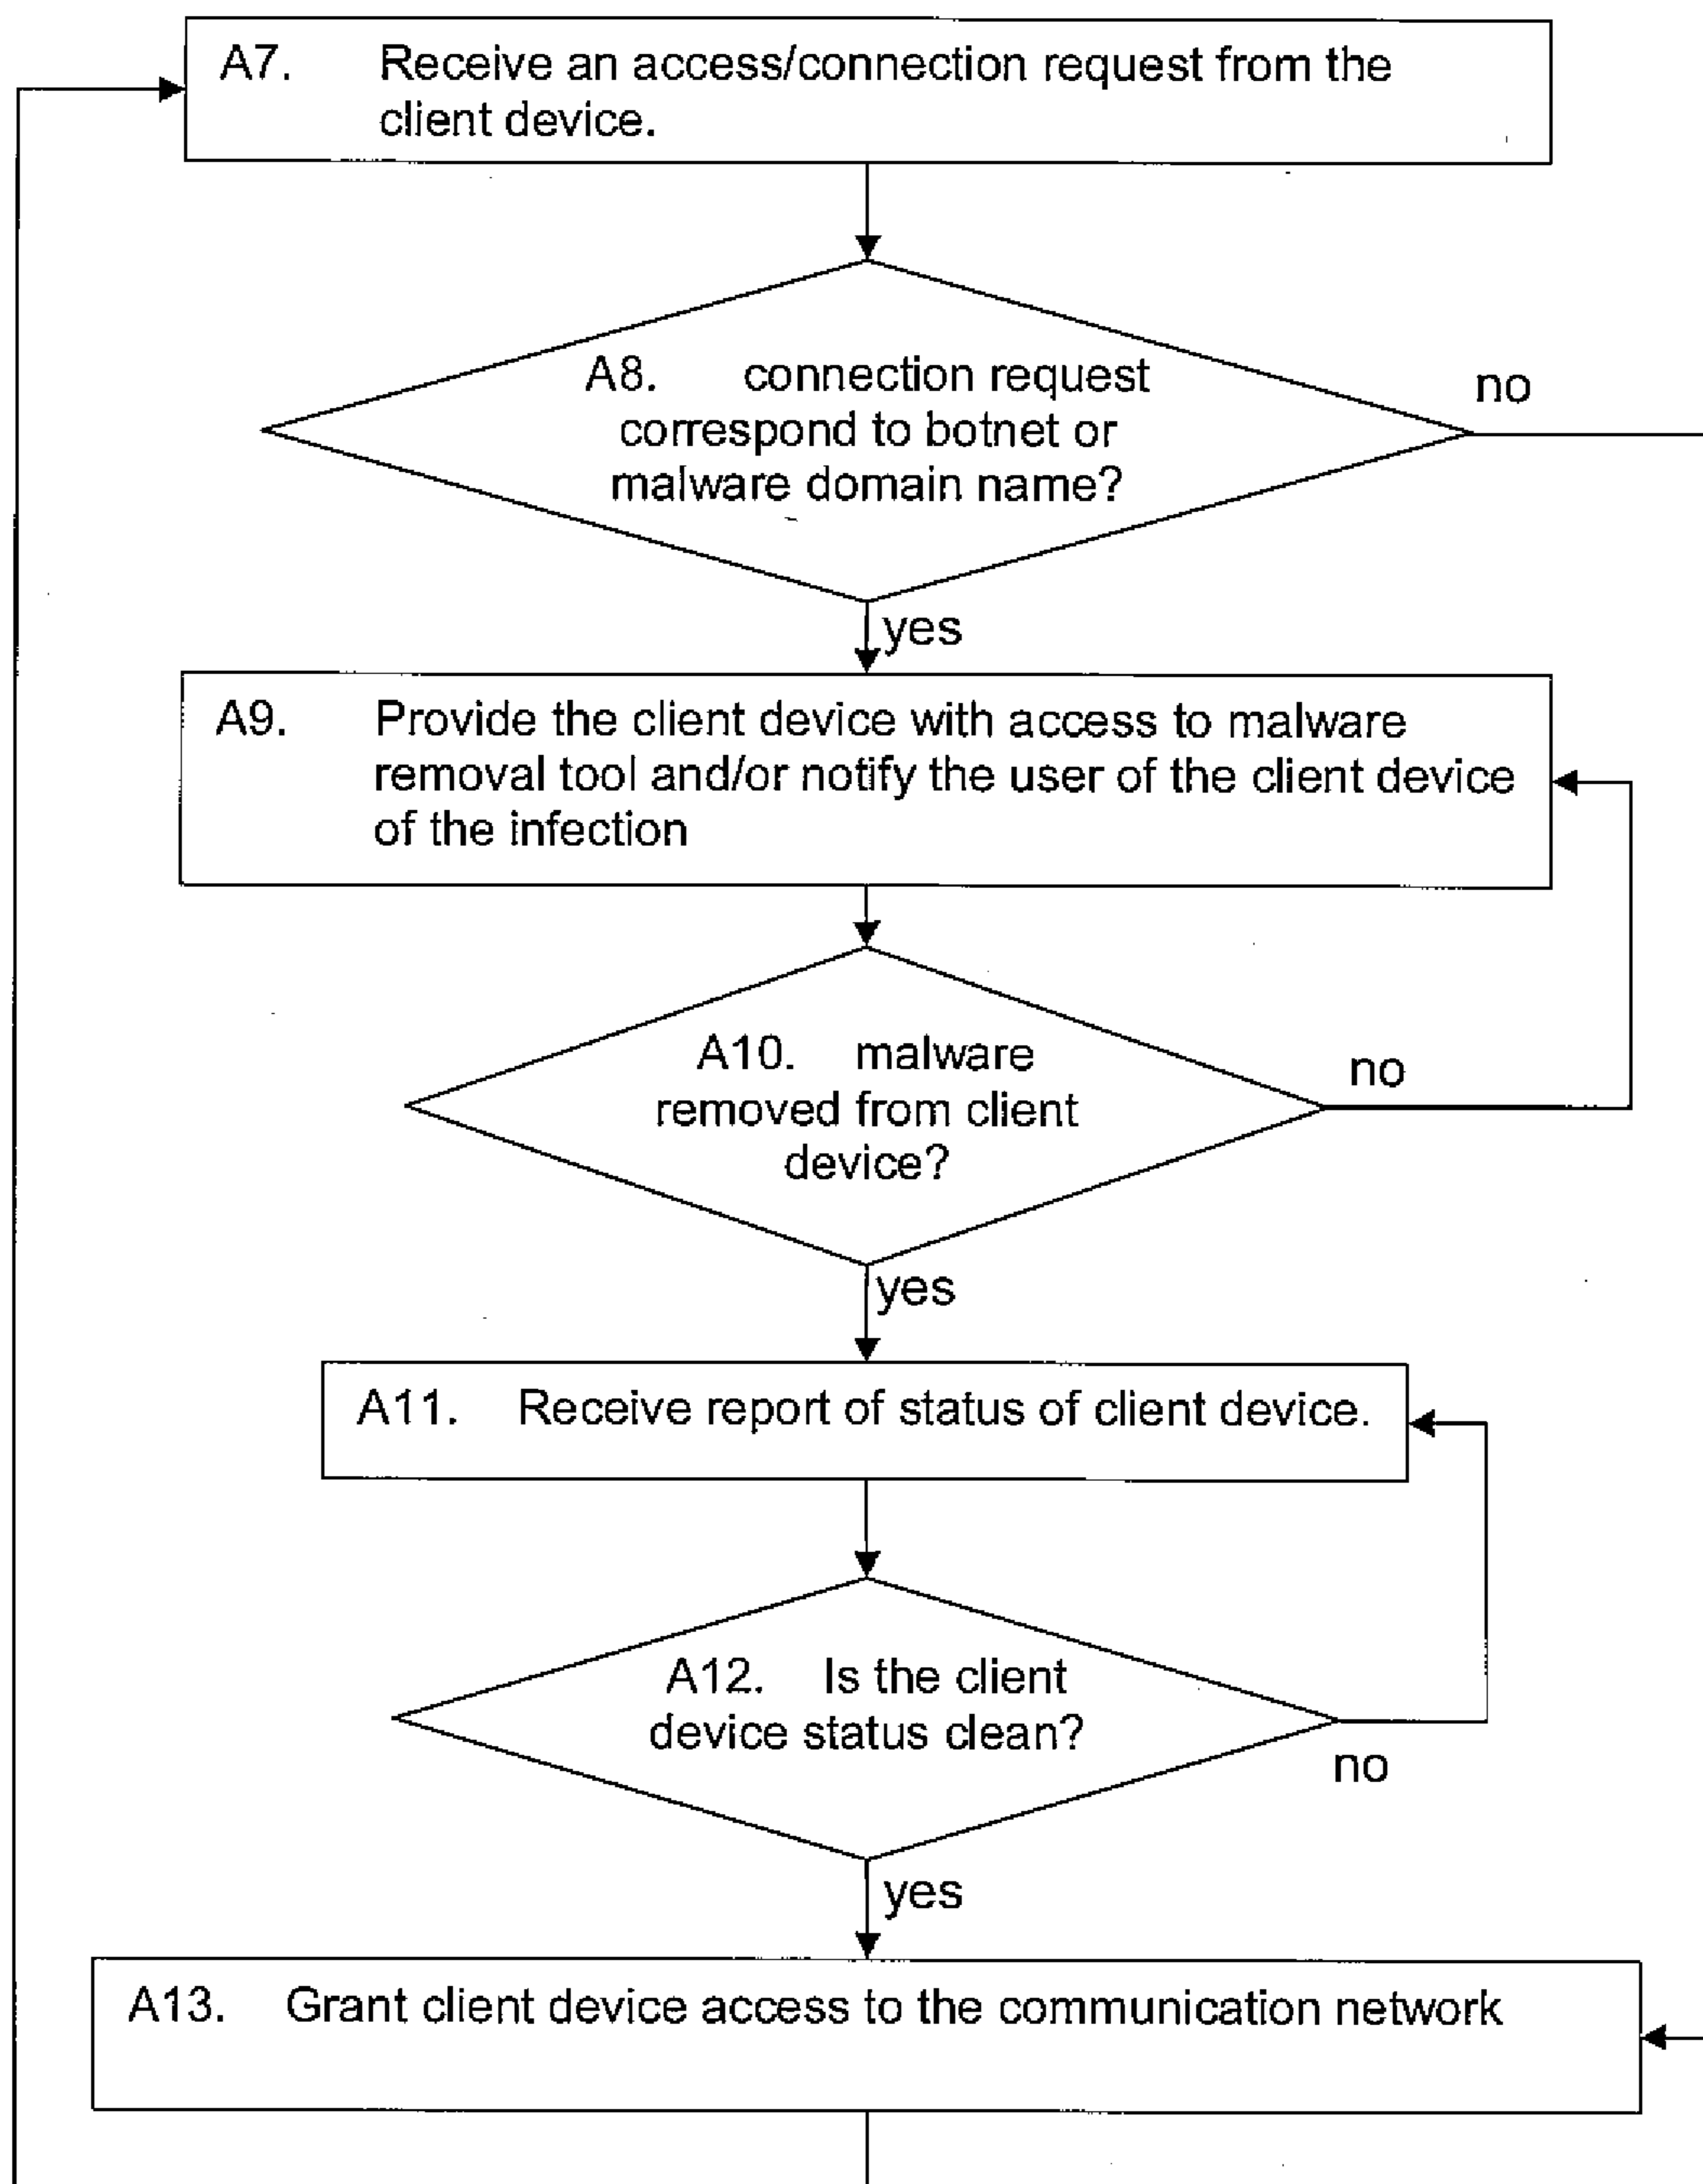 A7. Receive an access/connection request from the
client device.
A8. connection request
correspond to botnet or
malware domain name?
no
yes
A9. Provide the client device with access to malware
removal tool and/or notify the user of the client device
of the infection
A10. malware
removed from client
device?
no
yes
A11. Receive report of status of client device.
A12. Is the client
device status clean?
no
yes
A13. Grant client device access to the communication network